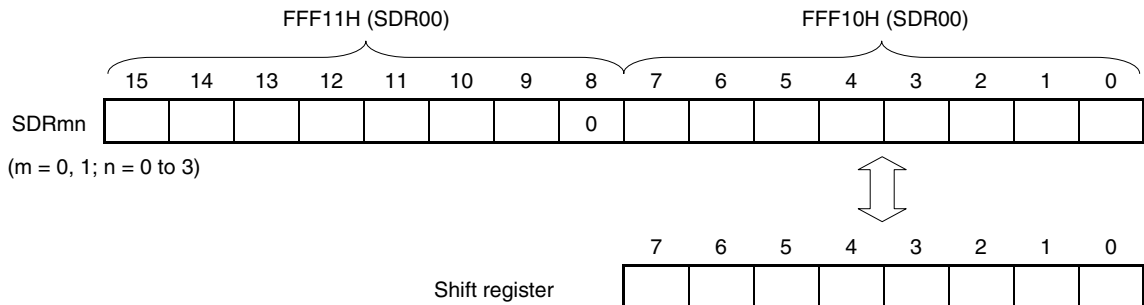 FFF11H (SDR00) FFF10H (SDR00)
15 14 13 12 11 10 9 8 7 6 5 4 3 2 1 0
SDRmn 0
(m = 0, 1; n = 0 to 3)
7 6 5 4 3 2 1 0
Shift register